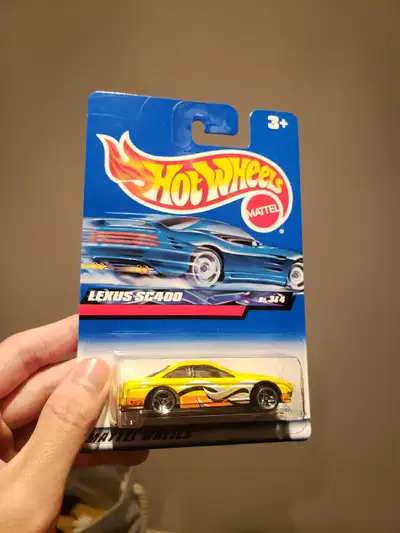 3+
HOT WHEELS
MATTEL
®
LEXUS SC400
MATTEL WHEELS